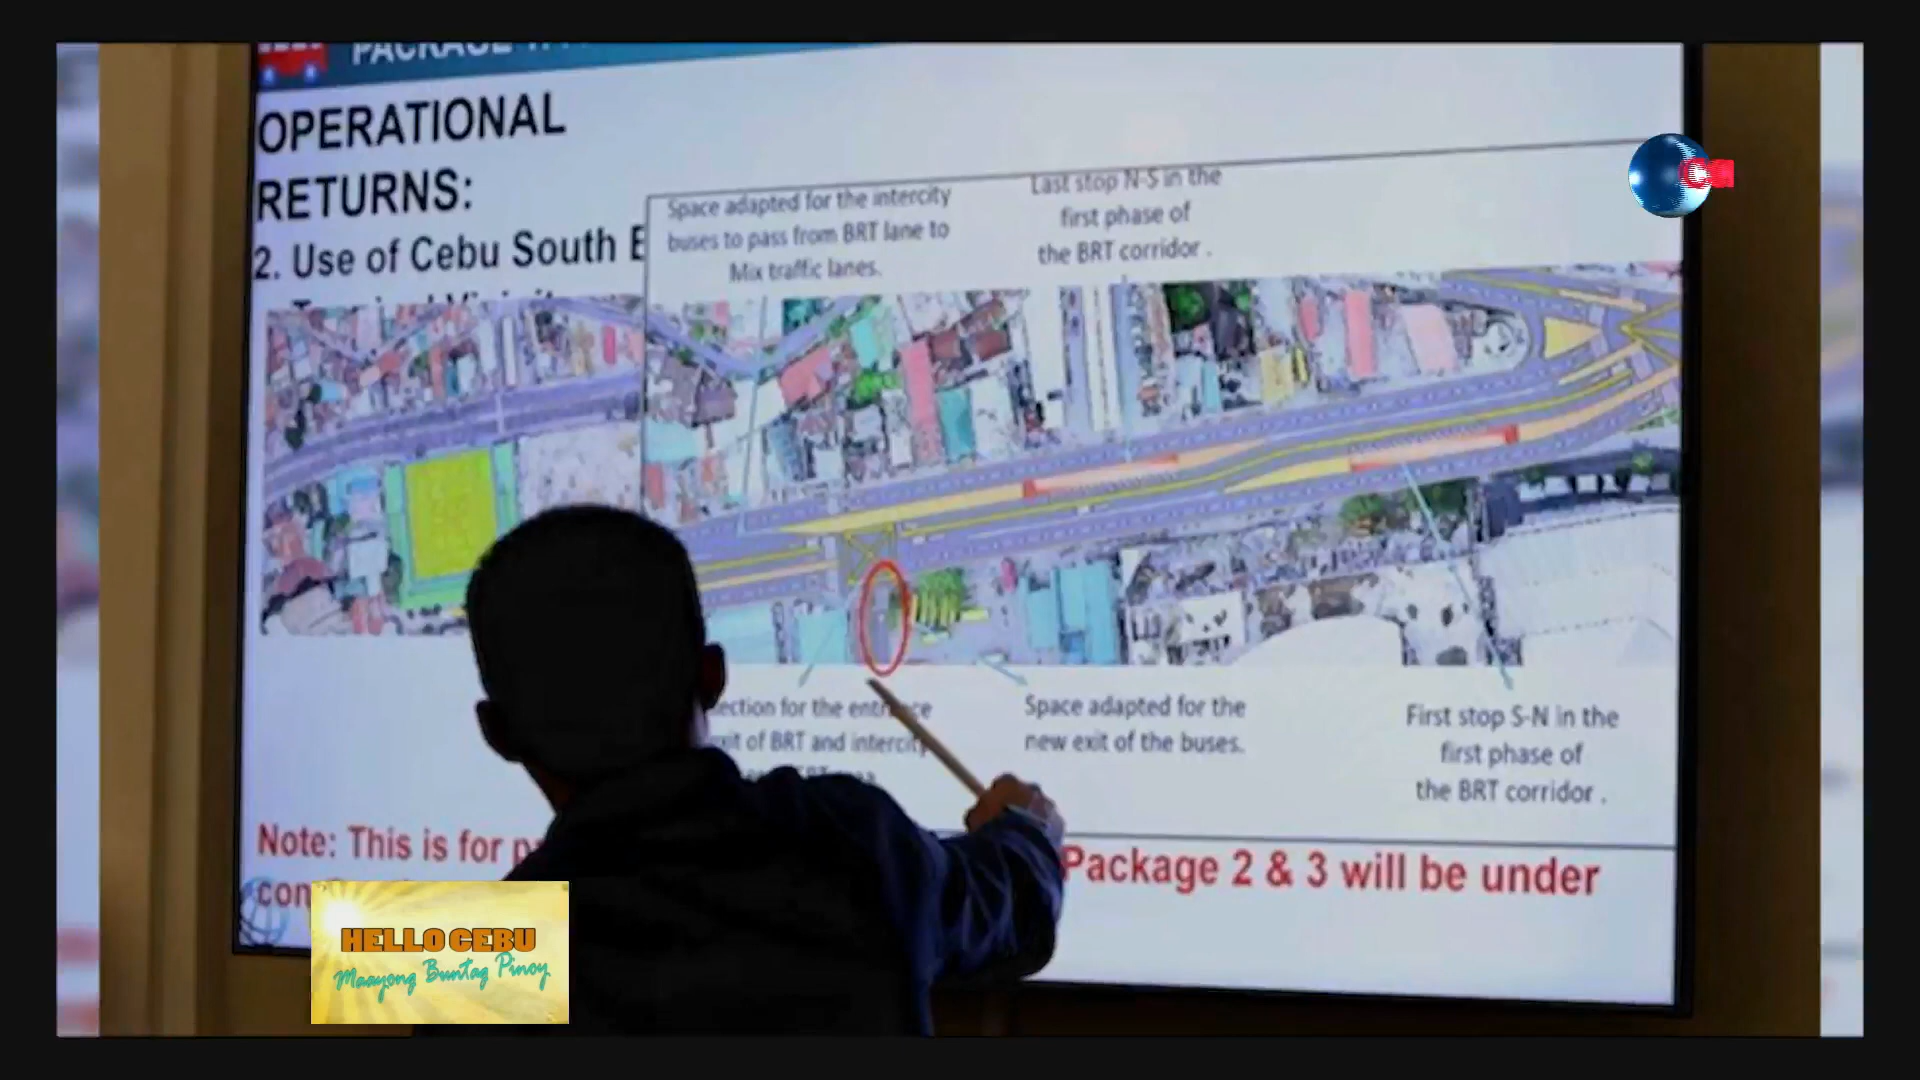 PACKAGE 1:
OPERATIONAL
RETURNS:
2. Use of Cebu South
Space adapted for the intercity
buses to pass from BRT lane to
Mix traffic lanes.
Last stop N-S in the
first phase of
the BRT corridor .
for the entrance
of BRT and intercity
Space adapted for the
new exit of the buses.
First stop S-N in the
first phase of
the BRT corridor .
Note: This is for
Package 2 & 3 will be under
HELLO CEBU
Maayong Buntag Pinoy